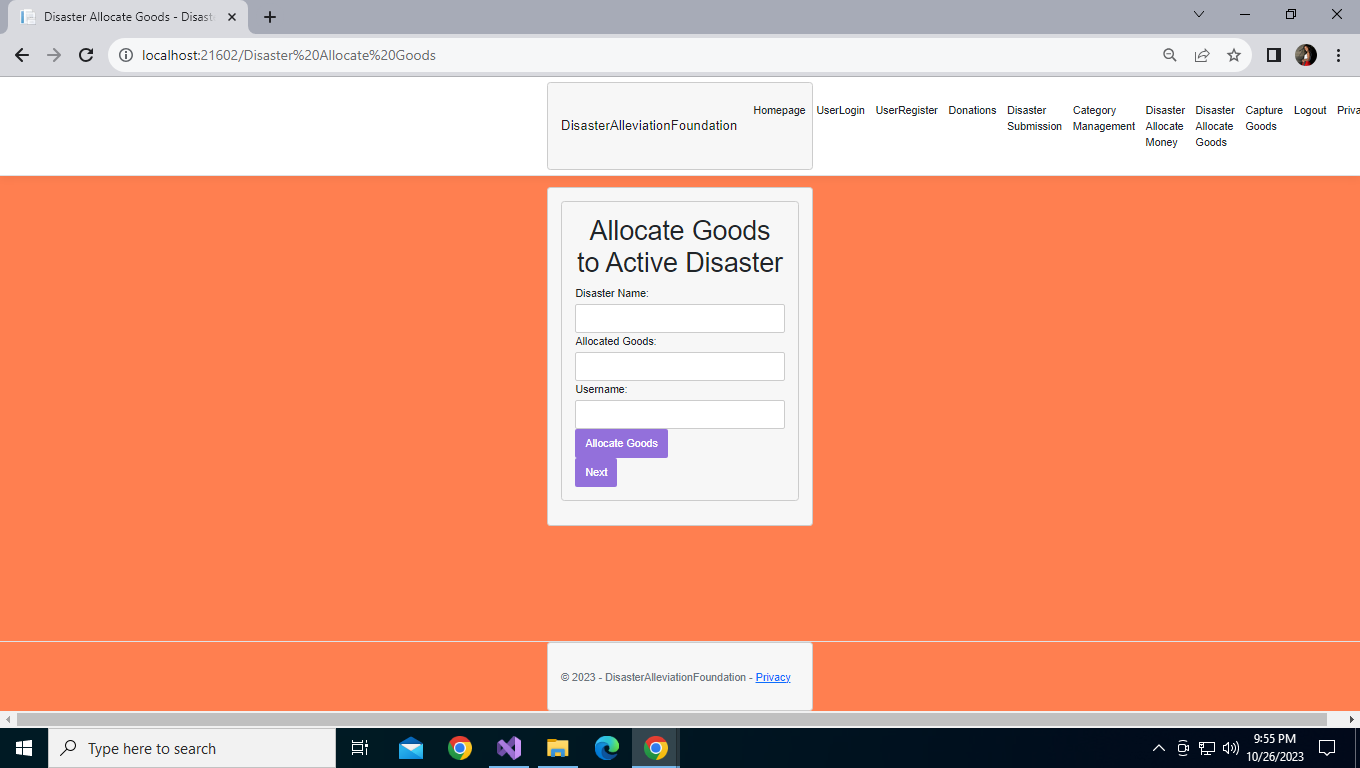 Disaster Allocate Goods - Disast
localhost:21602/Disaster%20Allocate%20Goods
DisasterAlleviationFoundation
Homepage
UserLogin
UserRegister
Donations
Disaster
Submission
Category
Management
Disaster
Allocate
Money
Disaster
Allocate
Goods
Capture
Goods
Logout
Priva
Allocate Goods
to Active Disaster
Disaster Name:
Allocated Goods:
Username:
Allocate Goods
Next
© 2023 - DisasterAlleviationFoundation - Privacy
Type here to search
9:55 PM
10/26/2023